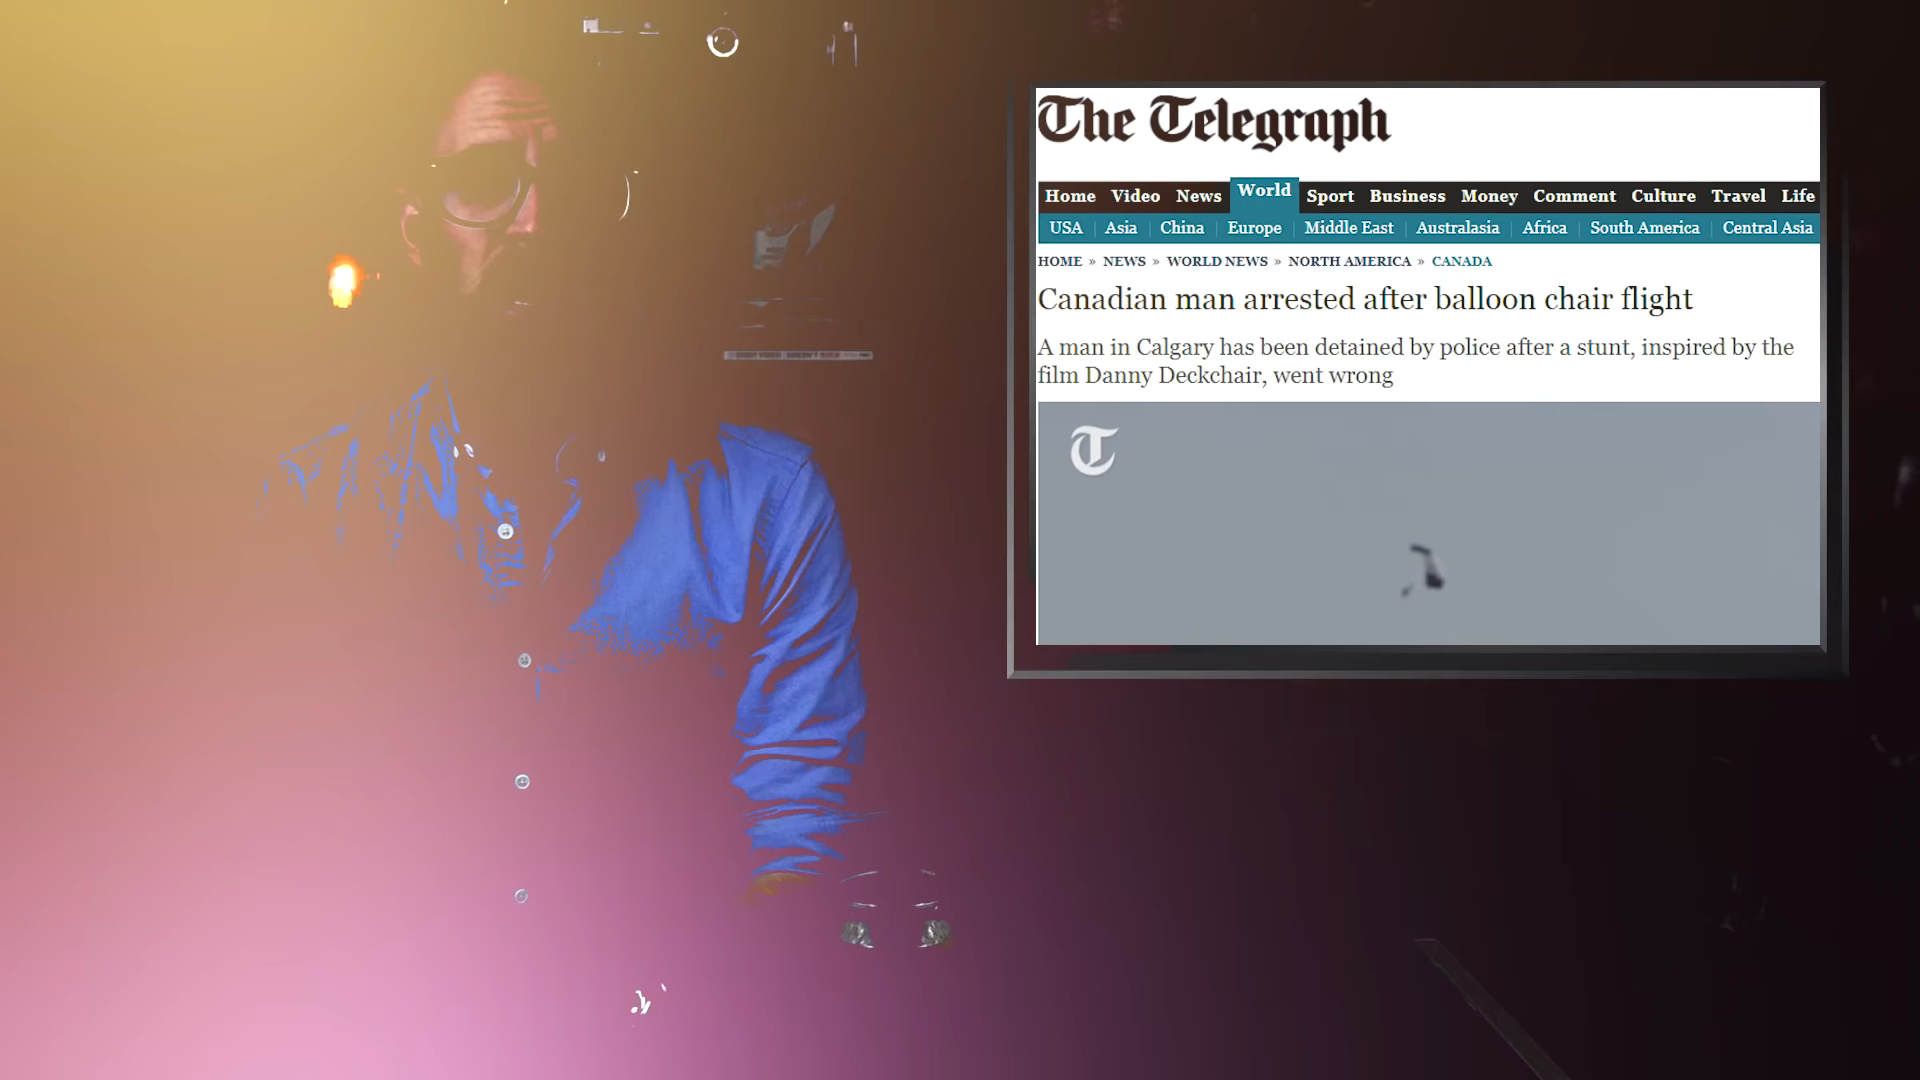 The Telegraph
Home Video News World Sport Business Money Comment Culture Travel Life
USA Asia China Europe Middle East Australasia Africa South America Central Asia
HOME » NEWS » WORLD NEWS » NORTH AMERICA » CANADA
Canadian man arrested after balloon chair flight
A man in Calgary has been detained by police after a stunt, inspired by the
film Danny Deckchair, went wrong
T